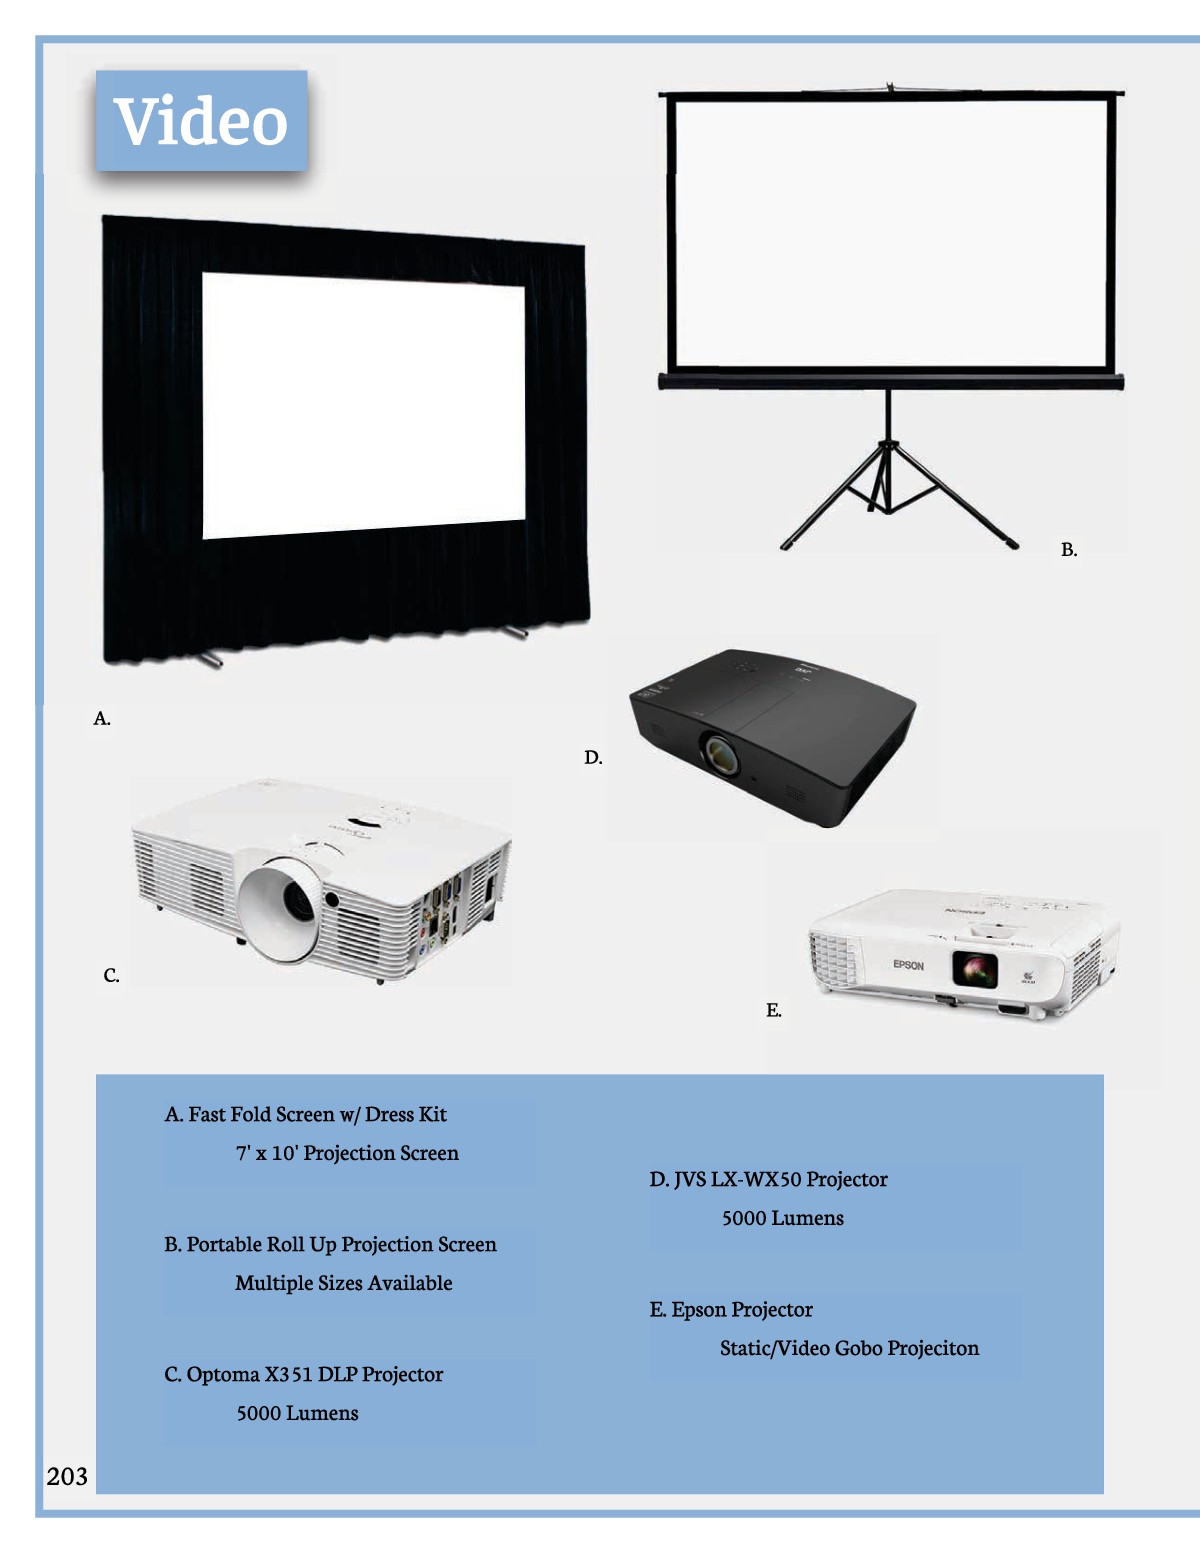 Video
B.
A.
D.
C.
EPSON
EPSON
E.
A. Fast Fold Screen w/ Dress Kit
7' x 10' Projection Screen
B. Portable Roll Up Projection Screen
Multiple Sizes Available
C. Optoma X351 DLP Projector
5000 Lumens
D. JVS LX-WX50 Projector
5000 Lumens
E. Epson Projector
Static/Video Gobo Projeciton
203